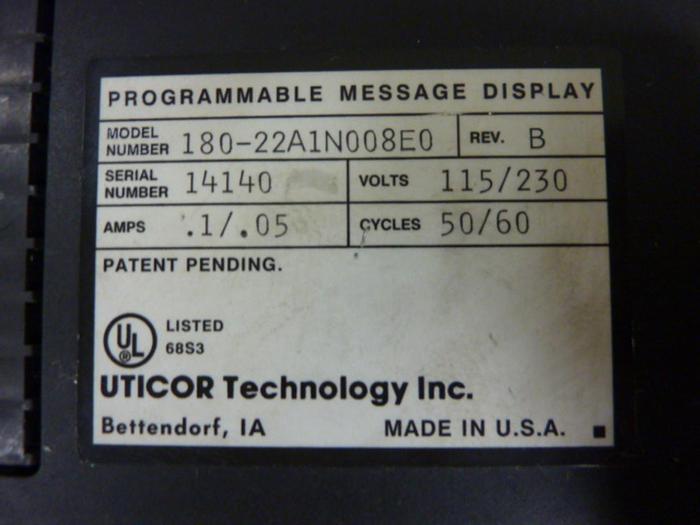 PROGRAMMABLE MESSAGE DISPLAY
MODEL NUMBER 180-22A1N008E0 REV. B
SERIAL NUMBER 14140 VOLTS 115/230
AMPS .1/.05 CYCLES 50/60
PATENT PENDING.
UL ® LISTED
68S3
UTICOR Technology Inc.
Bettendorf, IA MADE IN U.S.A.